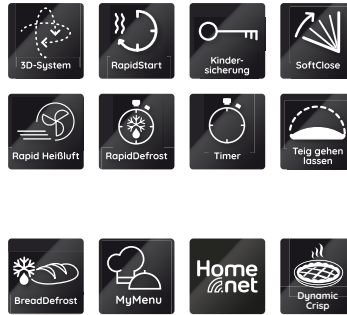 3D-System
RapidStart
Kinder-
sicherung
SoftClose
Rapid Heißluft
RapidDefrost
Timer
Teig gehen
lassen
BreadDefrost
MyMenu
Home
net
Dynamic
Crisp